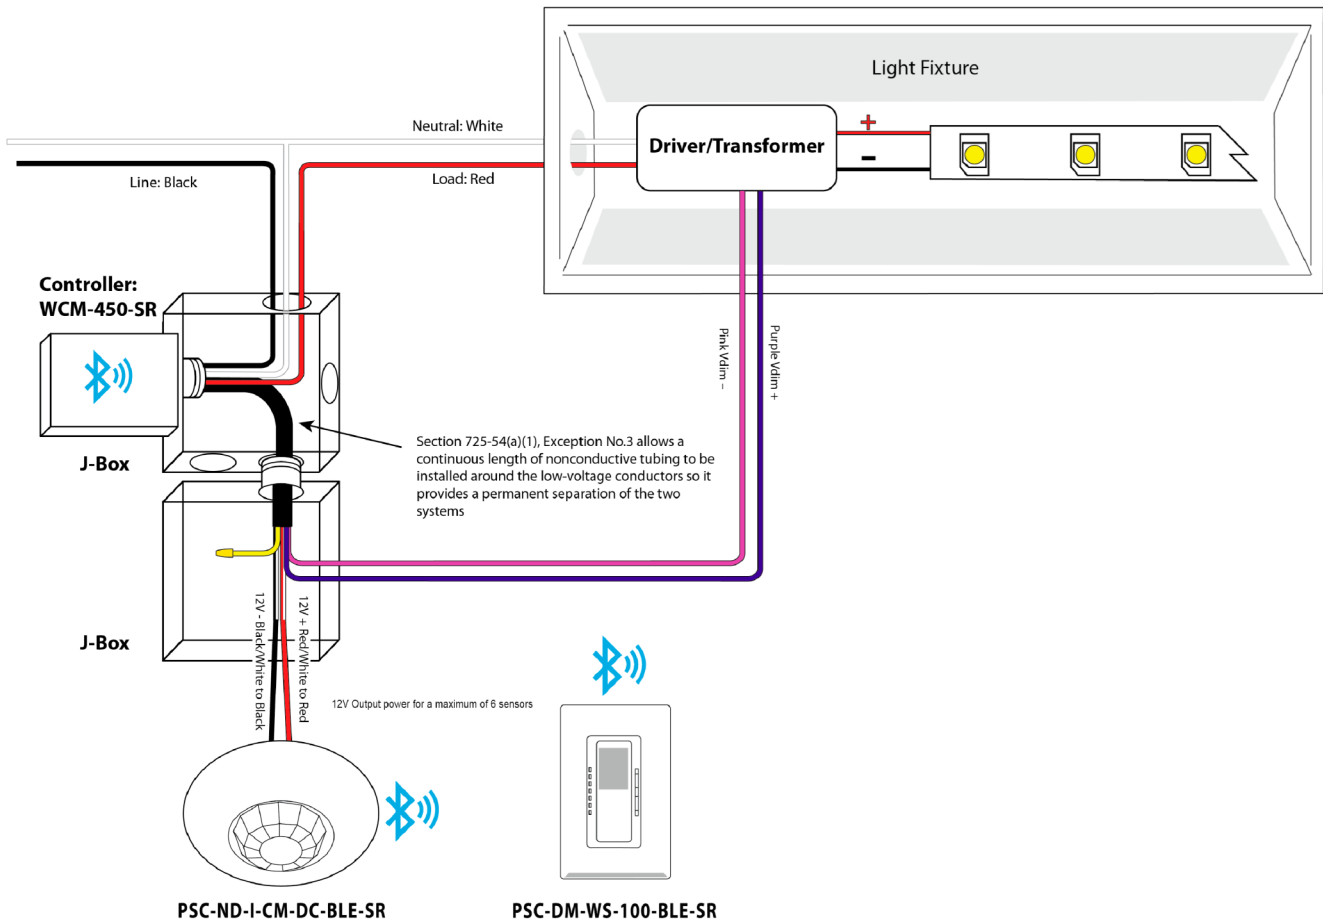 Light Fixture
Neutral: White
Driver/Transformer
+
–
Line: Black
Load: Red
Controller:
WCM-450-SR
Pink Vdim –
Purple Vdim +
J-Box
Section 725-54(a)(1), Exception No.3 allows a
continuous length of nonconductive tubing to be
installed around the low-voltage conductors so it
provides a permanent separation of the two
systems
J-Box
12V - Black/White to Black
12V + Red/White to Red
12V Output power for a maximum of 6 sensors
PSC-ND-I-CM-DC-BLE-SR
PSC-DM-WS-100-BLE-SR